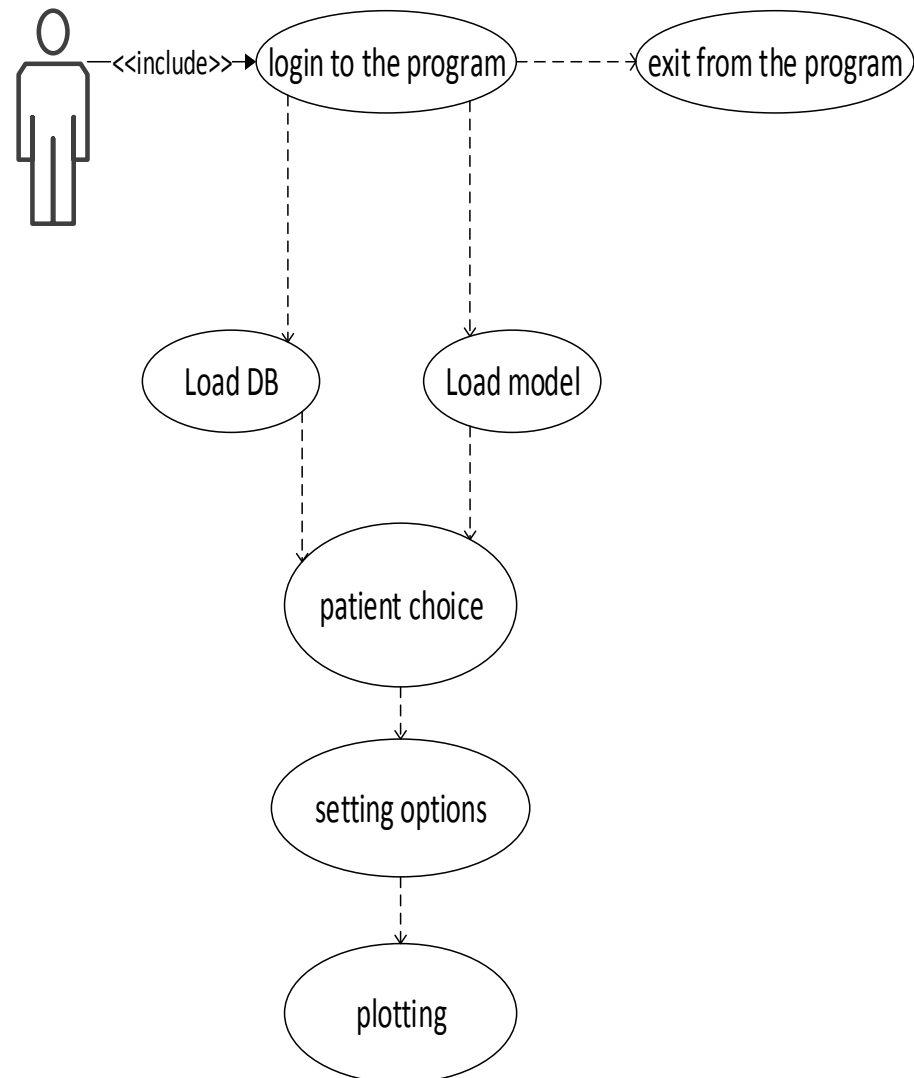 <<include>>
login to the program
exit from the program
Load DB
Load model
patient choice
setting options
plotting